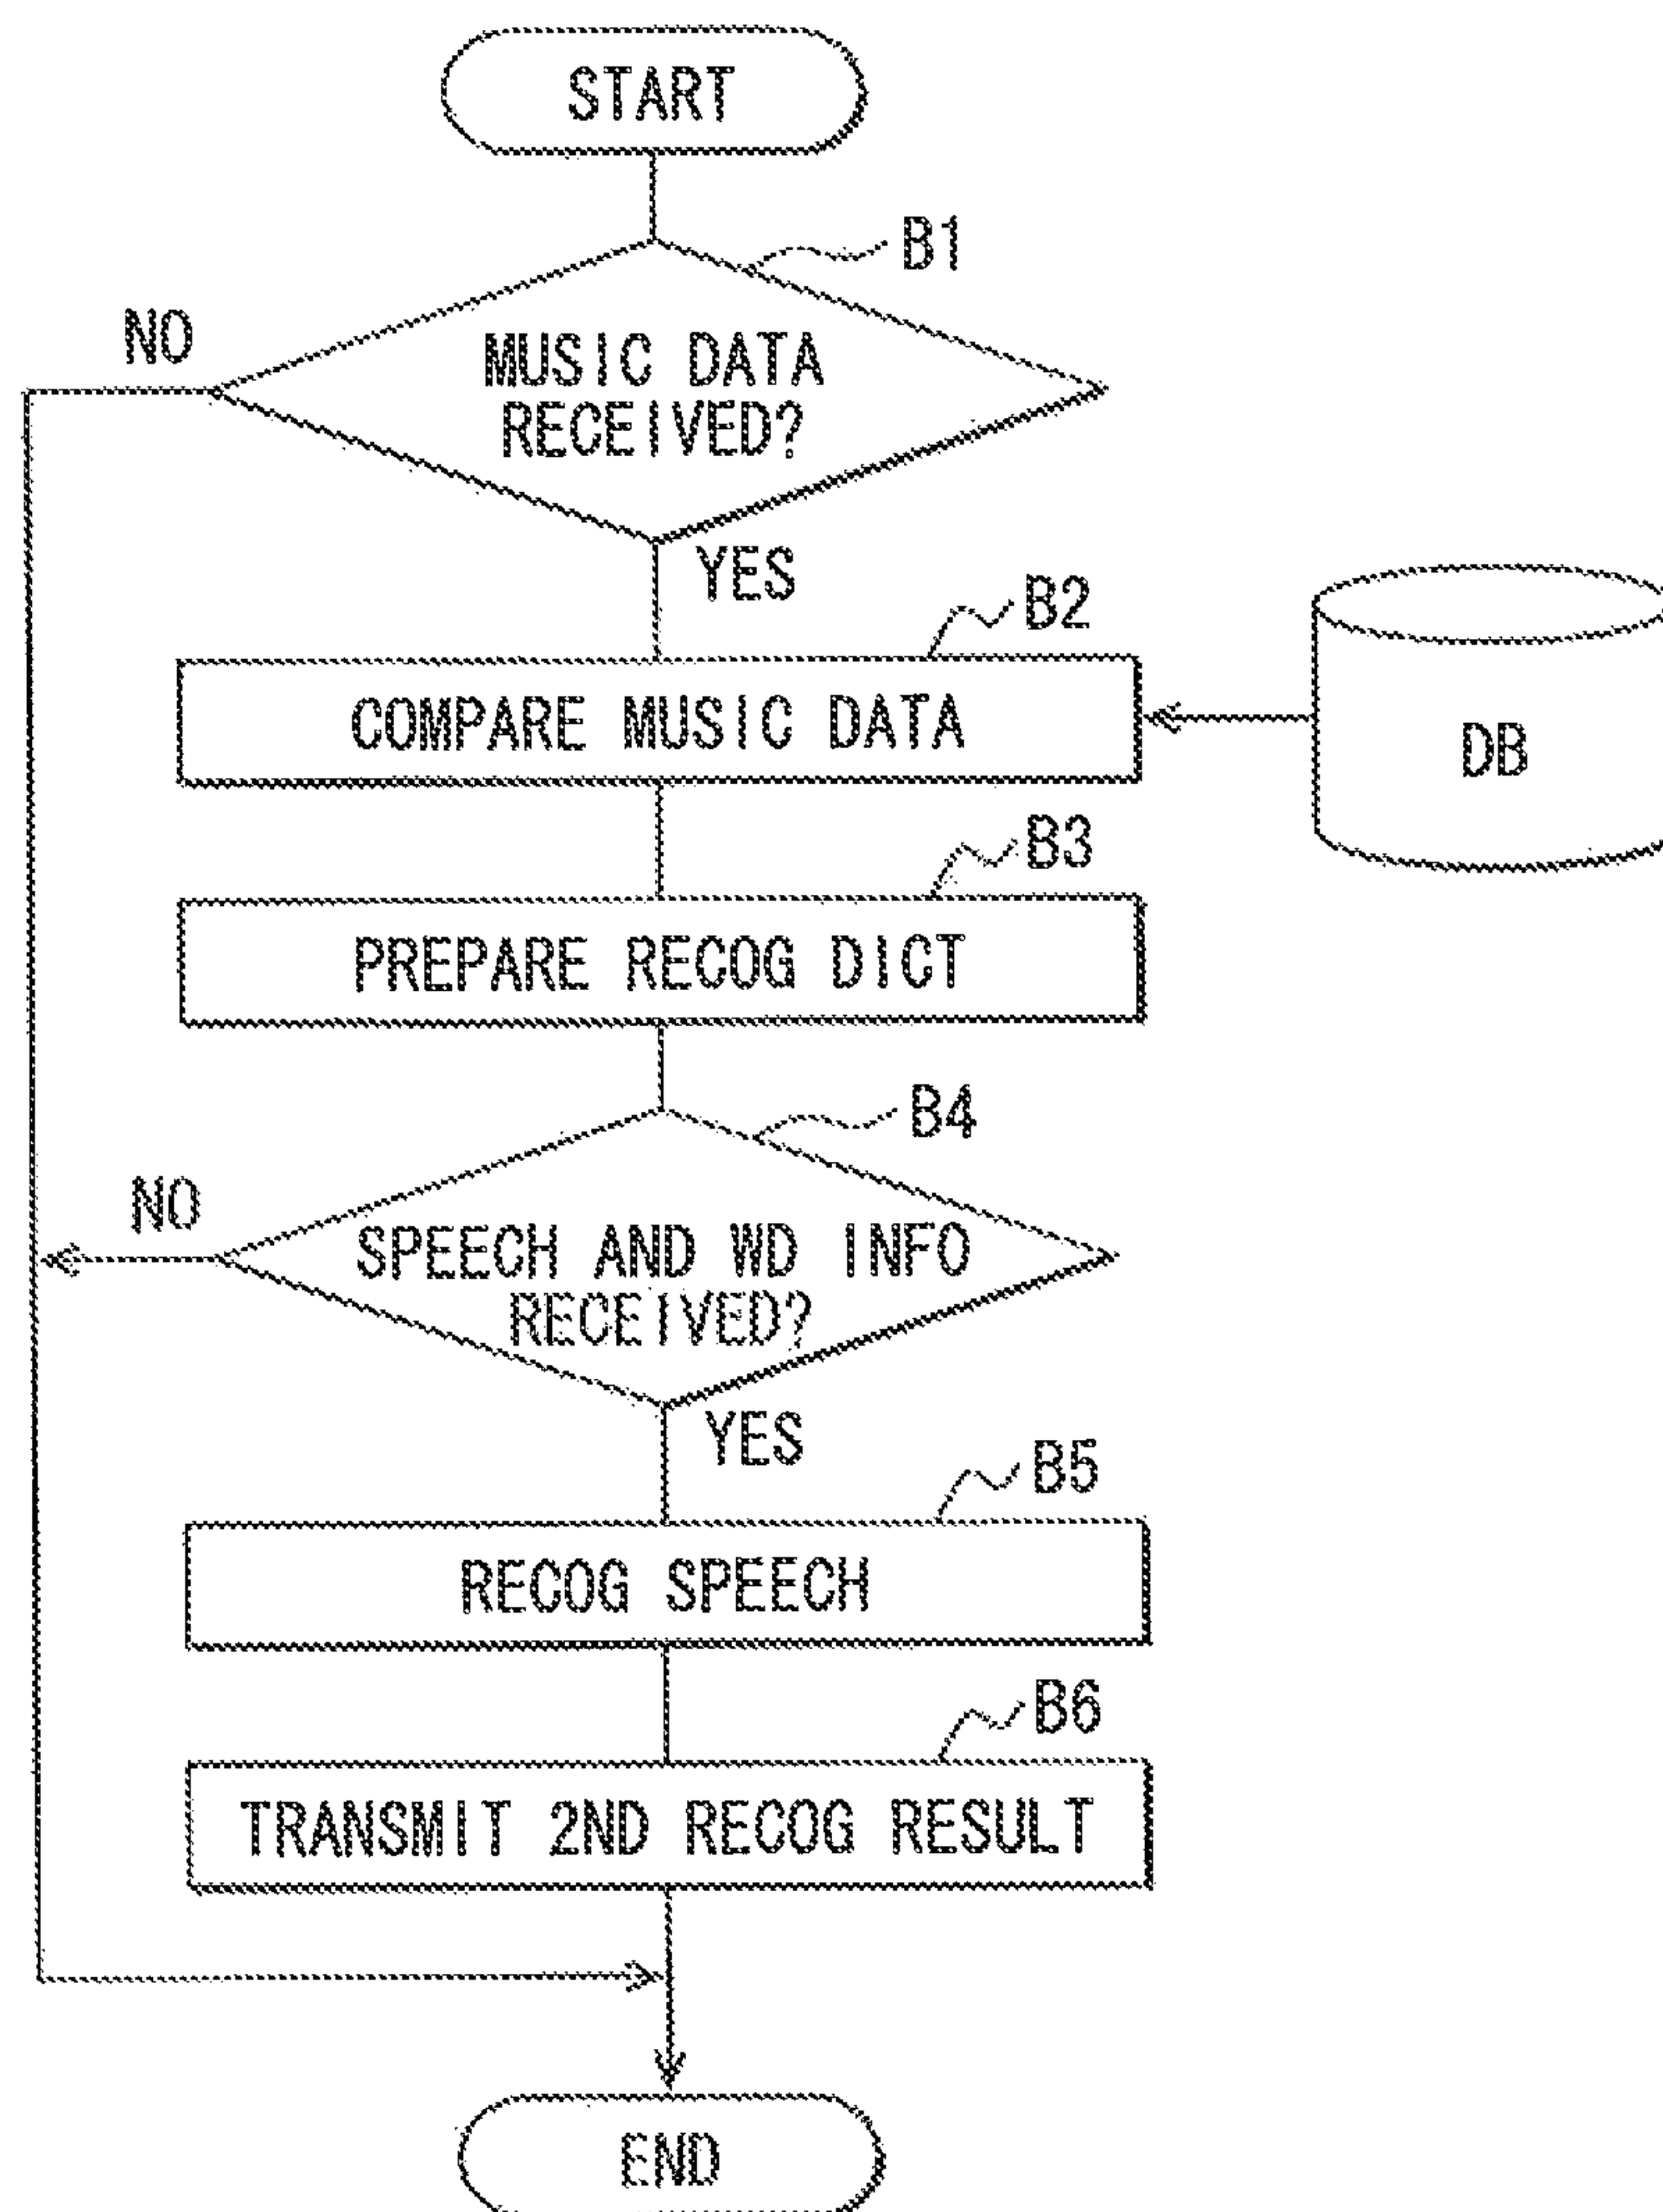 START
B1
NO
MUSIC DATA
RECEIVED?
YES
B2
COMPARE MUSIC DATA
DB
B3
PREPARE RECOG DICT
B4
NO
SPEECH AND WD INFO
RECEIVED?
YES
B5
RECOG SPEECH
B6
TRANSMIT 2ND RECOG RESULT
END